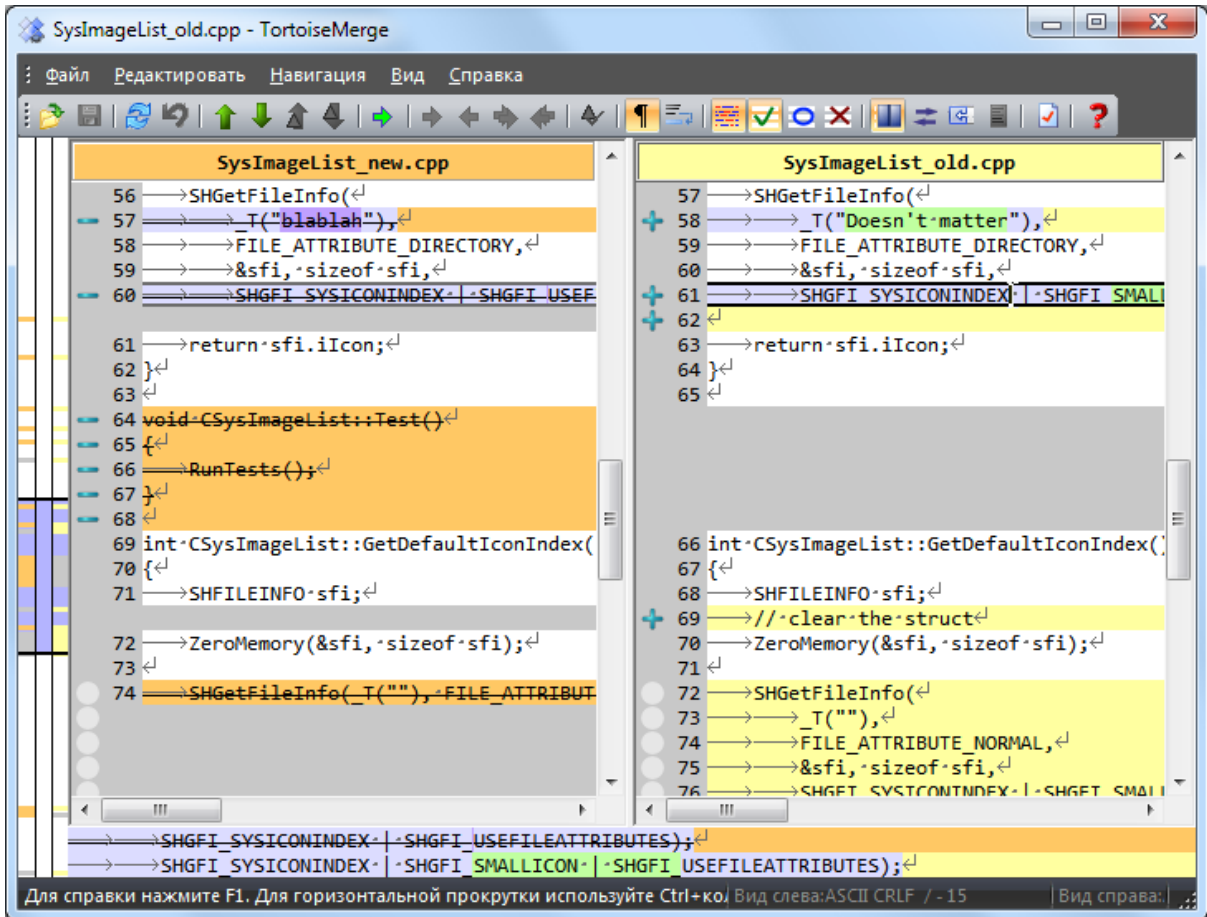 SysImageList_old.cpp - TortoiseMerge
Файл Редактировать Навигация Вид Справка
SysImageList_new.cpp
56 SHGetFileInfo(
57 _T("blablah"),
58 FILE_ATTRIBUTE_DIRECTORY,
59 &sfi, sizeof sfi,
60 SHGFI_SYSICONINDEX | SHGFI_USEF
61 return sfi.iIcon;
62 }
63
64 void CSysImageList::Test()
65 {
66 RunTests();
67 }
68
69 int CSysImageList::GetDefaultIconIndex(
70 {
71 SHFILEINFO sfi;
72 ZeroMemory(&sfi, sizeof sfi);
73
74 SHGetFileInfo(_T(""), FILE_ATTRIBUT
SysImageList_old.cpp
57 SHGetFileInfo(
58 _T("Doesn't matter"),
59 FILE_ATTRIBUTE_DIRECTORY,
60 &sfi, sizeof sfi,
61 SHGFI_SYSICONINDEX | SHGFI_SMALL
62
63 return sfi.iIcon;
64 }
65
66 int CSysImageList::GetDefaultIconIndex()
67 {
68 SHFILEINFO sfi;
69 // clear the struct
70 ZeroMemory(&sfi, sizeof sfi);
71
72 SHGetFileInfo(
73 _T(""),
74 FILE_ATTRIBUTE_NORMAL,
75 &sfi, sizeof sfi,
76 SHGFI_SYSICONINDEX | SHGFI_SMALL
SHGFI_SYSICONINDEX | SHGFI_USEFILEATTRIBUTES);
SHGFI_SYSICONINDEX | SHGFI_SMALLICON | SHGFI_USEFILEATTRIBUTES);
Для справки нажмите F1. Для горизонтальной прокрутки используйте Ctrl+кол Вид слева:ASCII CRLF / - 15 Вид справа: